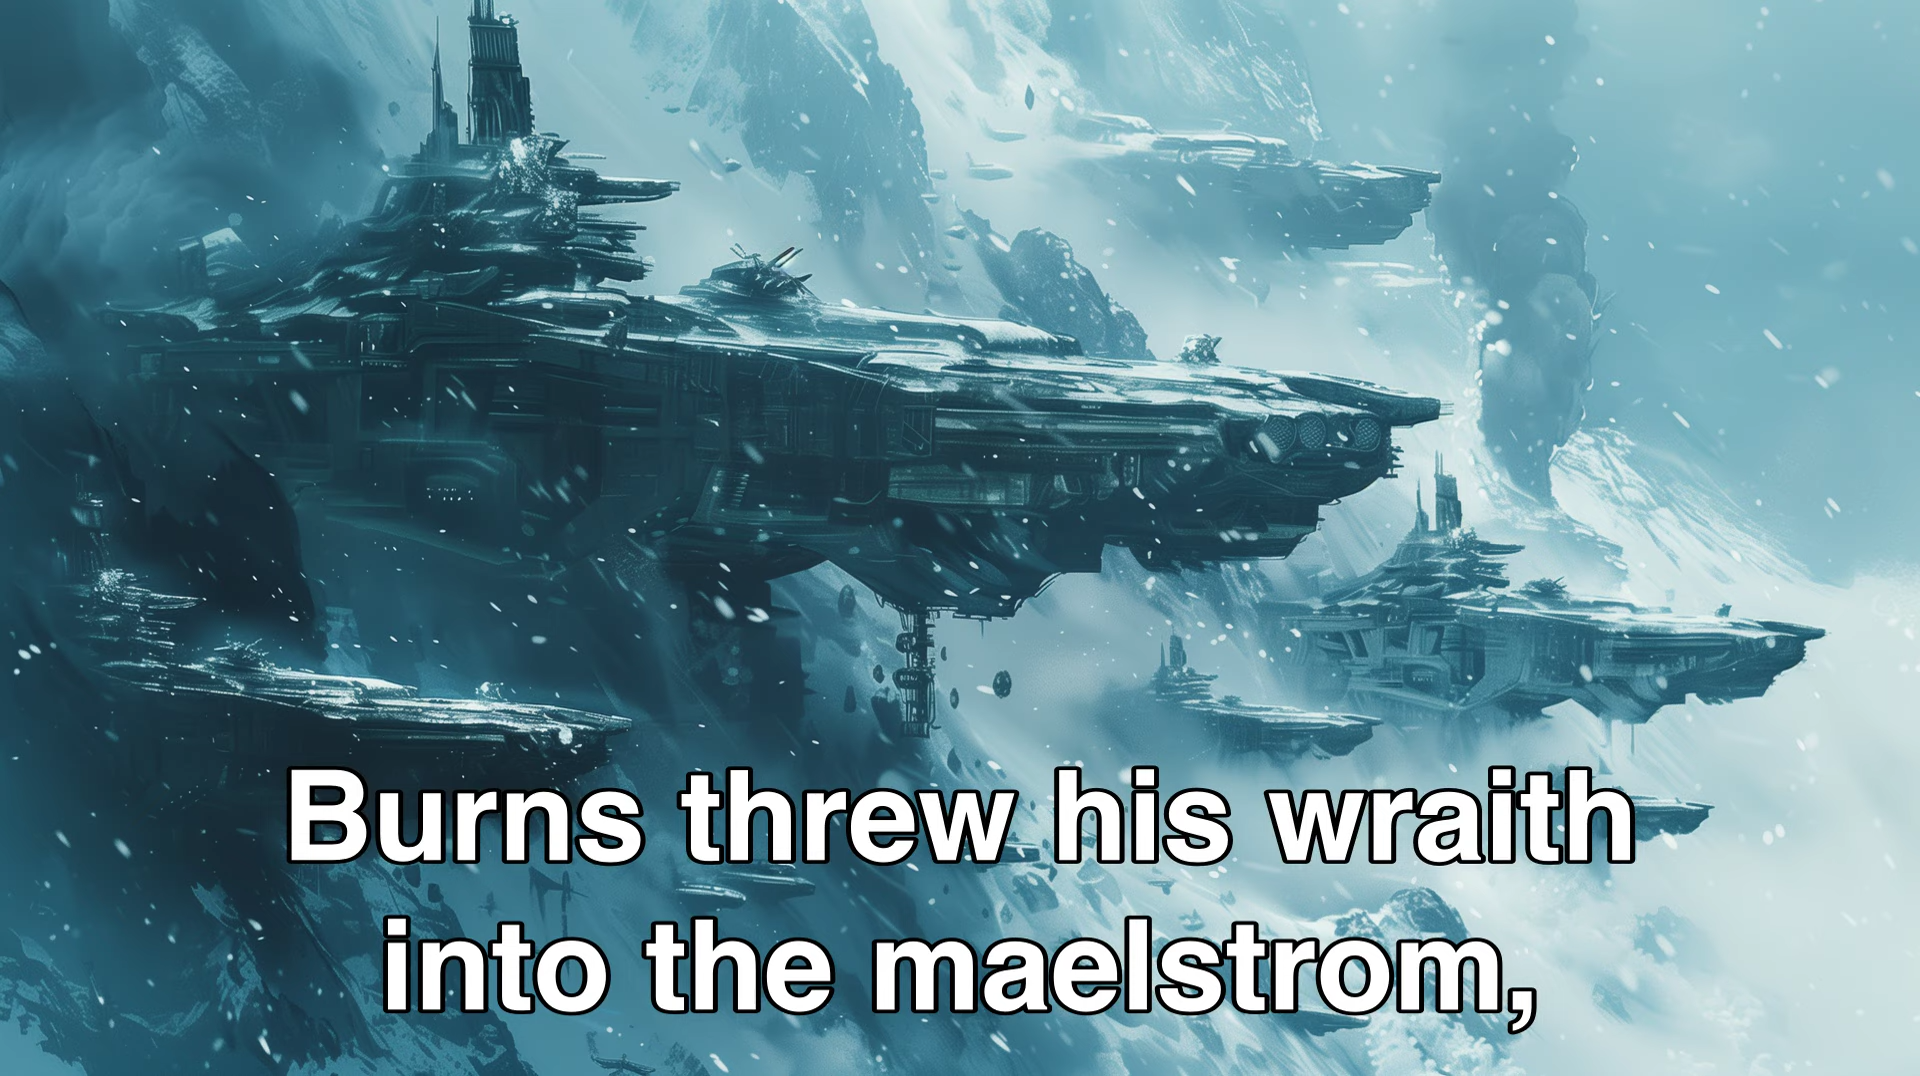 Burns threw his wraith
into the maelstrom,